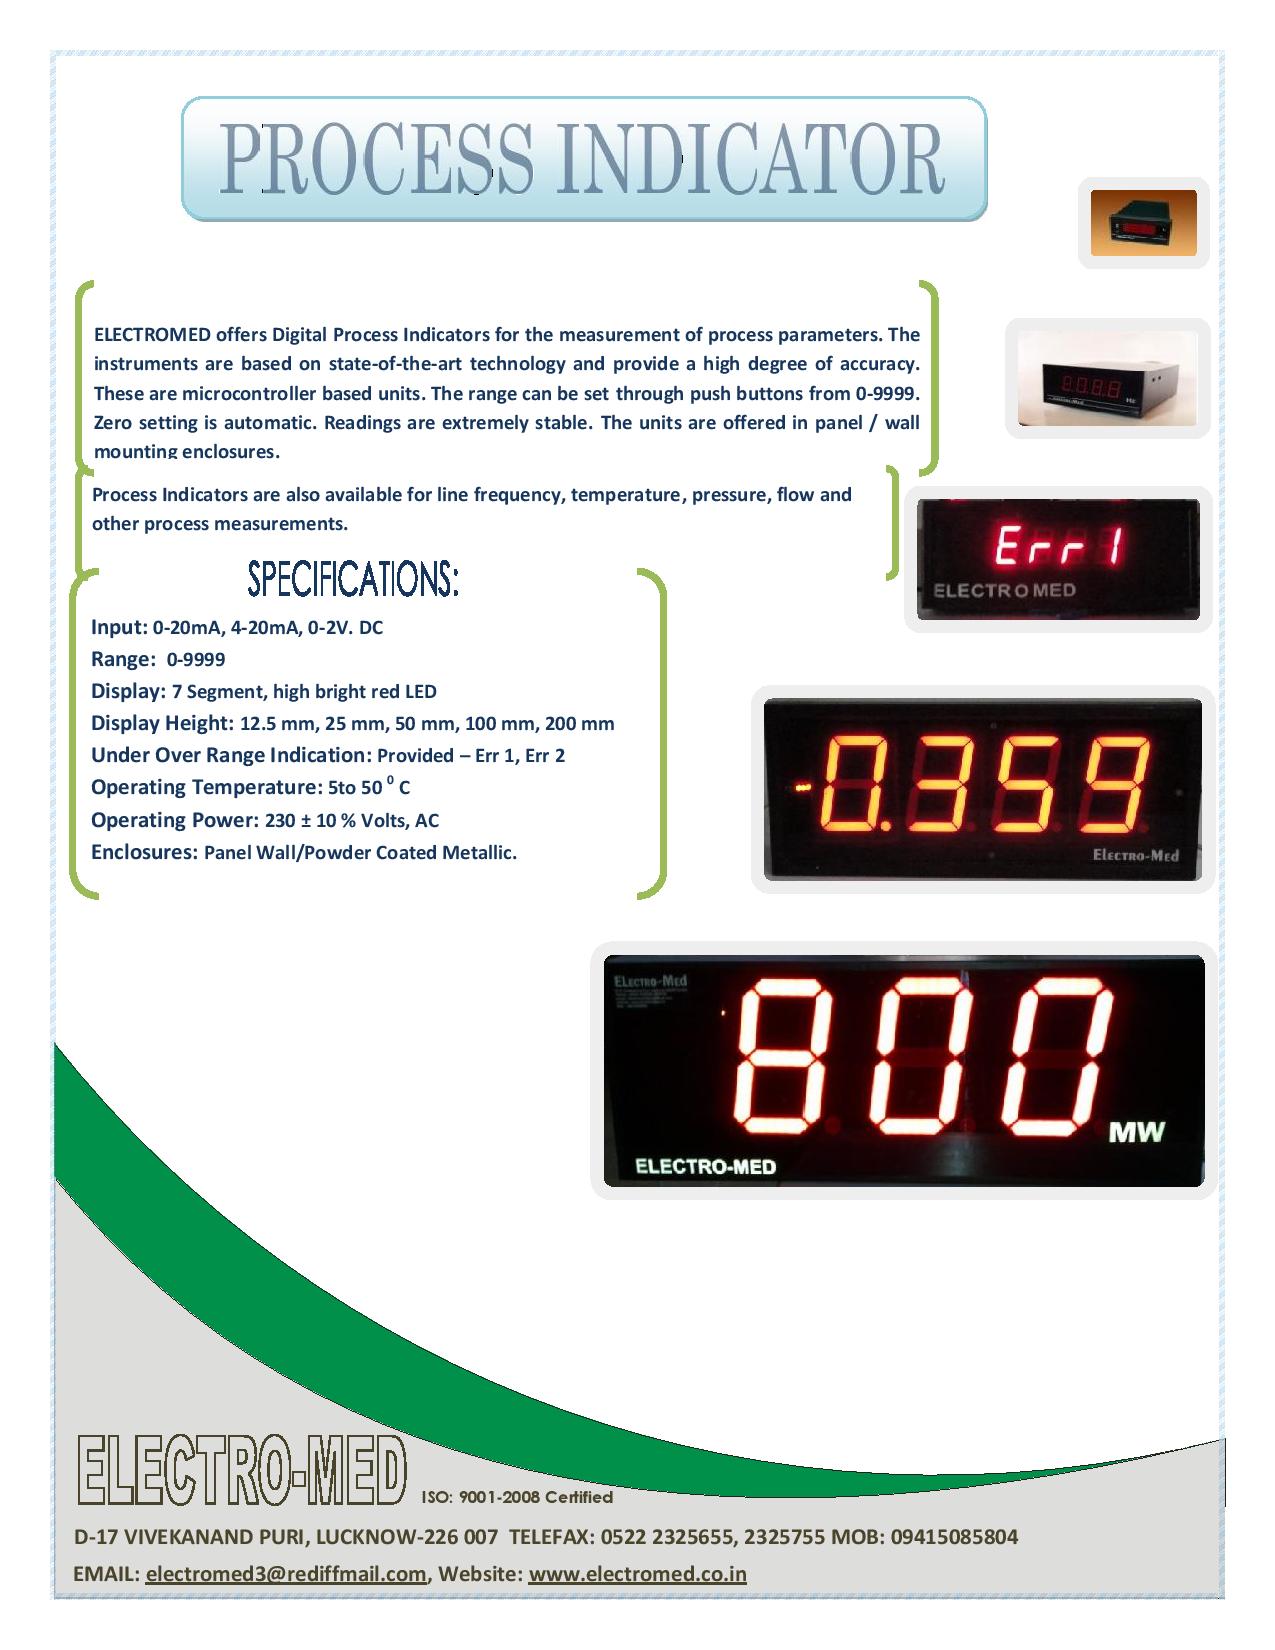 PROCESS INDICATOR
ELECTROMED offers Digital Process Indicators for the measurement of process parameters. The
instruments are based on state-of-the-art technology and provide a high degree of accuracy.
These are microcontroller based units. The range can be set through push buttons from 0-9999.
Zero setting is automatic. Readings are extremely stable. The units are offered in panel / wall
mounting enclosures.
Process Indicators are also available for line frequency, temperature, pressure, flow and
other process measurements.
Err1
ELECTROMED
SPECIFICATIONS:
Input: 0-20mA, 4-20mA, 0-2V. DC
Range:  0-9999
Display: 7 Segment, high bright red LED
Display Height: 12.5 mm, 25 mm, 50 mm, 100 mm, 200 mm
Under Over Range Indication: Provided – Err 1, Err 2
Operating Temperature: 5to 50 ⁰ C
Operating Power: 230 ± 10 % Volts, AC
Enclosures: Panel Wall/Powder Coated Metallic.
-0.359
Electro-Med
Electro-Med
800
MW
ELECTRO-MED
ELECTRO-MED
ISO: 9001-2008 Certified
D-17 VIVEKANAND PURI, LUCKNOW-226 007  TELEFAX: 0522 2325655, 2325755 MOB: 09415085804
EMAIL: electromed3@rediffmail.com, Website: www.electromed.co.in